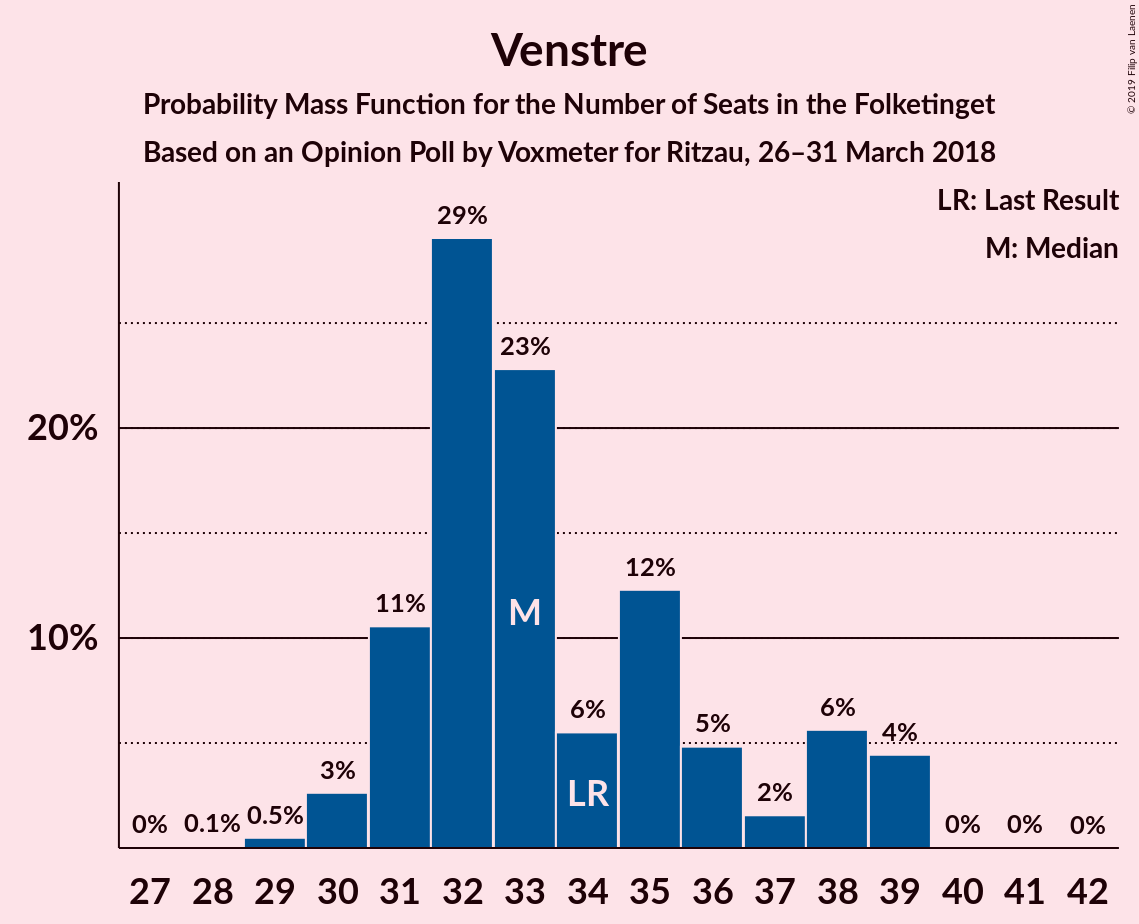 Venstre
Probability Mass Function for the Number of Seats in the Folketinget
Based on an Opinion Poll by Voxmeter for Ritzau, 26–31 March 2018
© 2019 Filip van Laenen
LR: Last Result
M: Median
29%
23%
20%
12%
11%
M
10%
6%
6%
5%
4%
3%
LR
2%
0%
0.1%
0.5%
0%
0%
0%
27 28 29 30 31 32 33 34 35 36 37 38 39 40 41 42